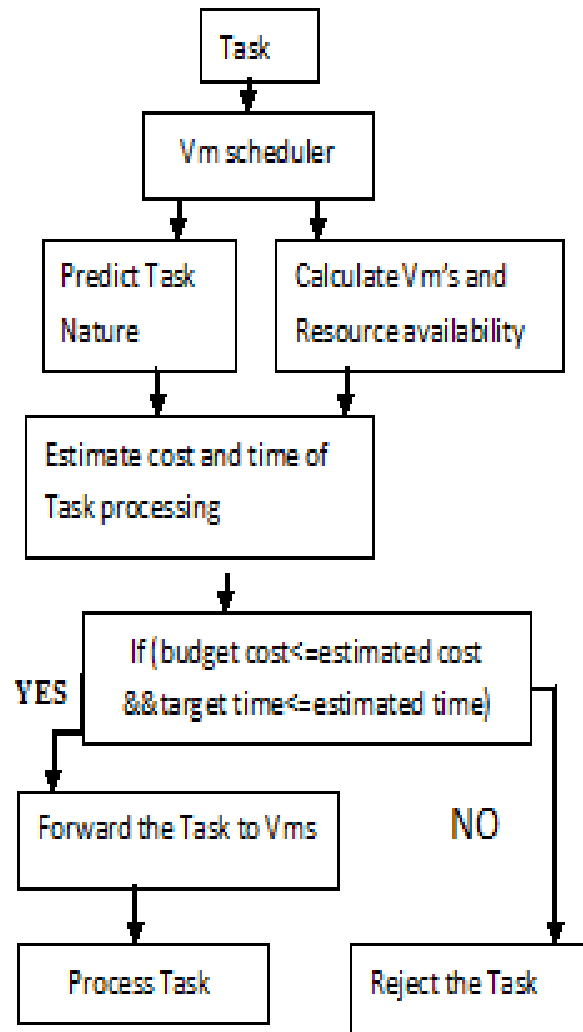 Task
Vm scheduler
Predict Task
Nature
Calculate Vm's and
Resource availability
Estimate cost and time of
Task processing
If (budget cost<=estimated cost
&&target time<=estimated time)
YES
Forward the Task to Vms
NO
Process Task
Reject the Task